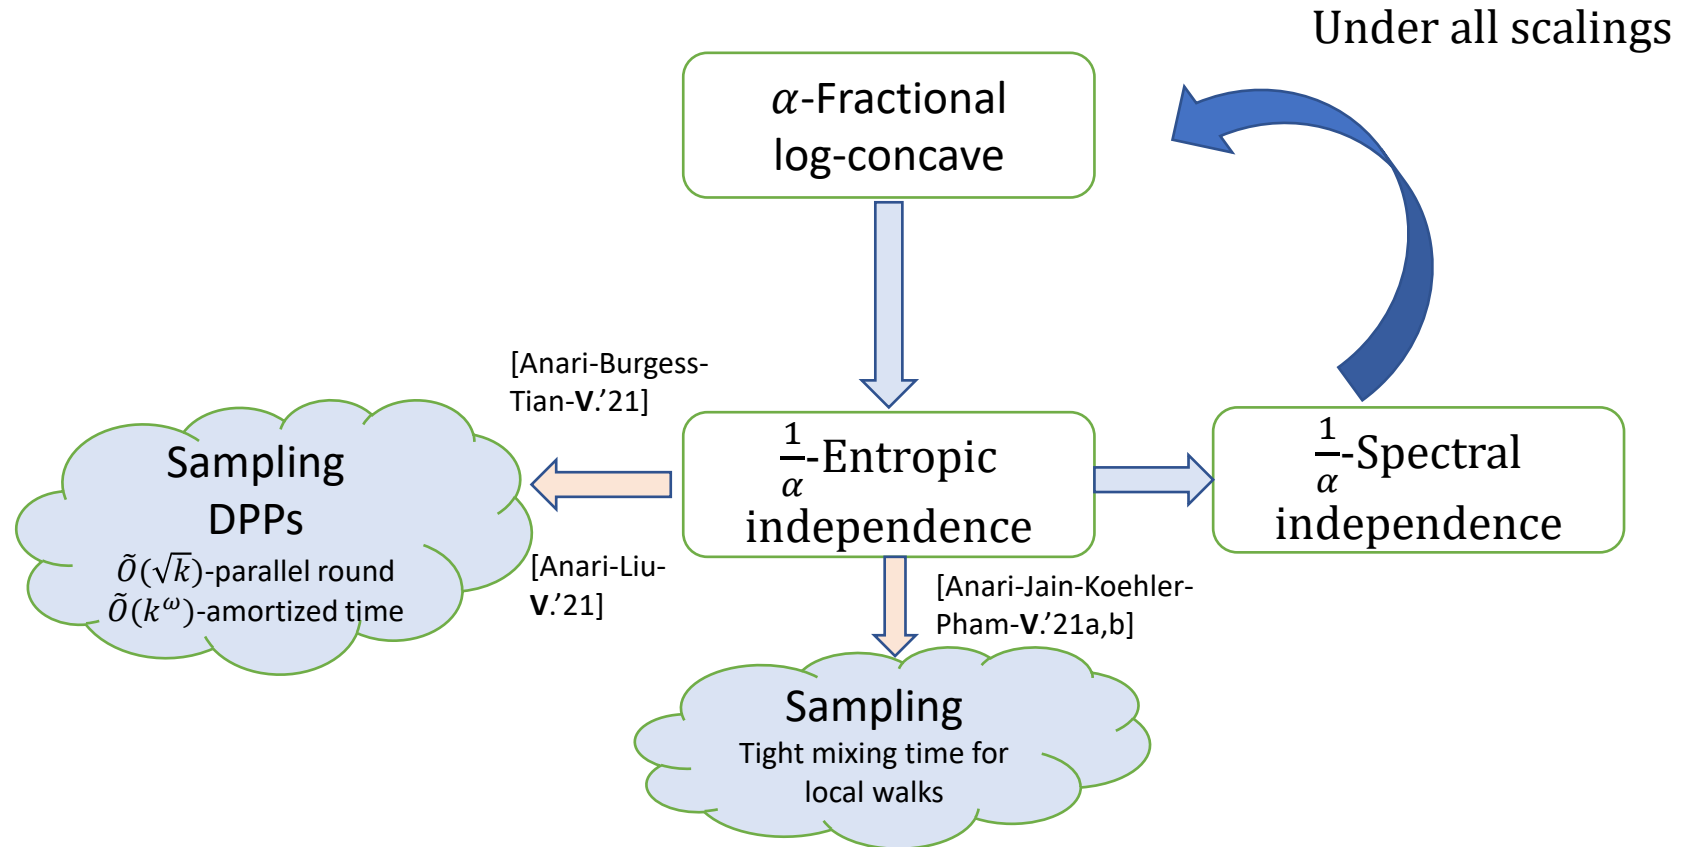 Under all scalings
α-Fractional
log-concave
[Anari-Burgess-
Tian-V.'21]
Sampling
DPPs
Õ(√k)-parallel round
Õ(k^ω)-amortized time
1/α-Entropic
independence
1/α-Spectral
independence
[Anari-Liu-
V.'21]
[Anari-Jain-Koehler-
Pham-V.'21a,b]
Sampling
Tight mixing time for
local walks